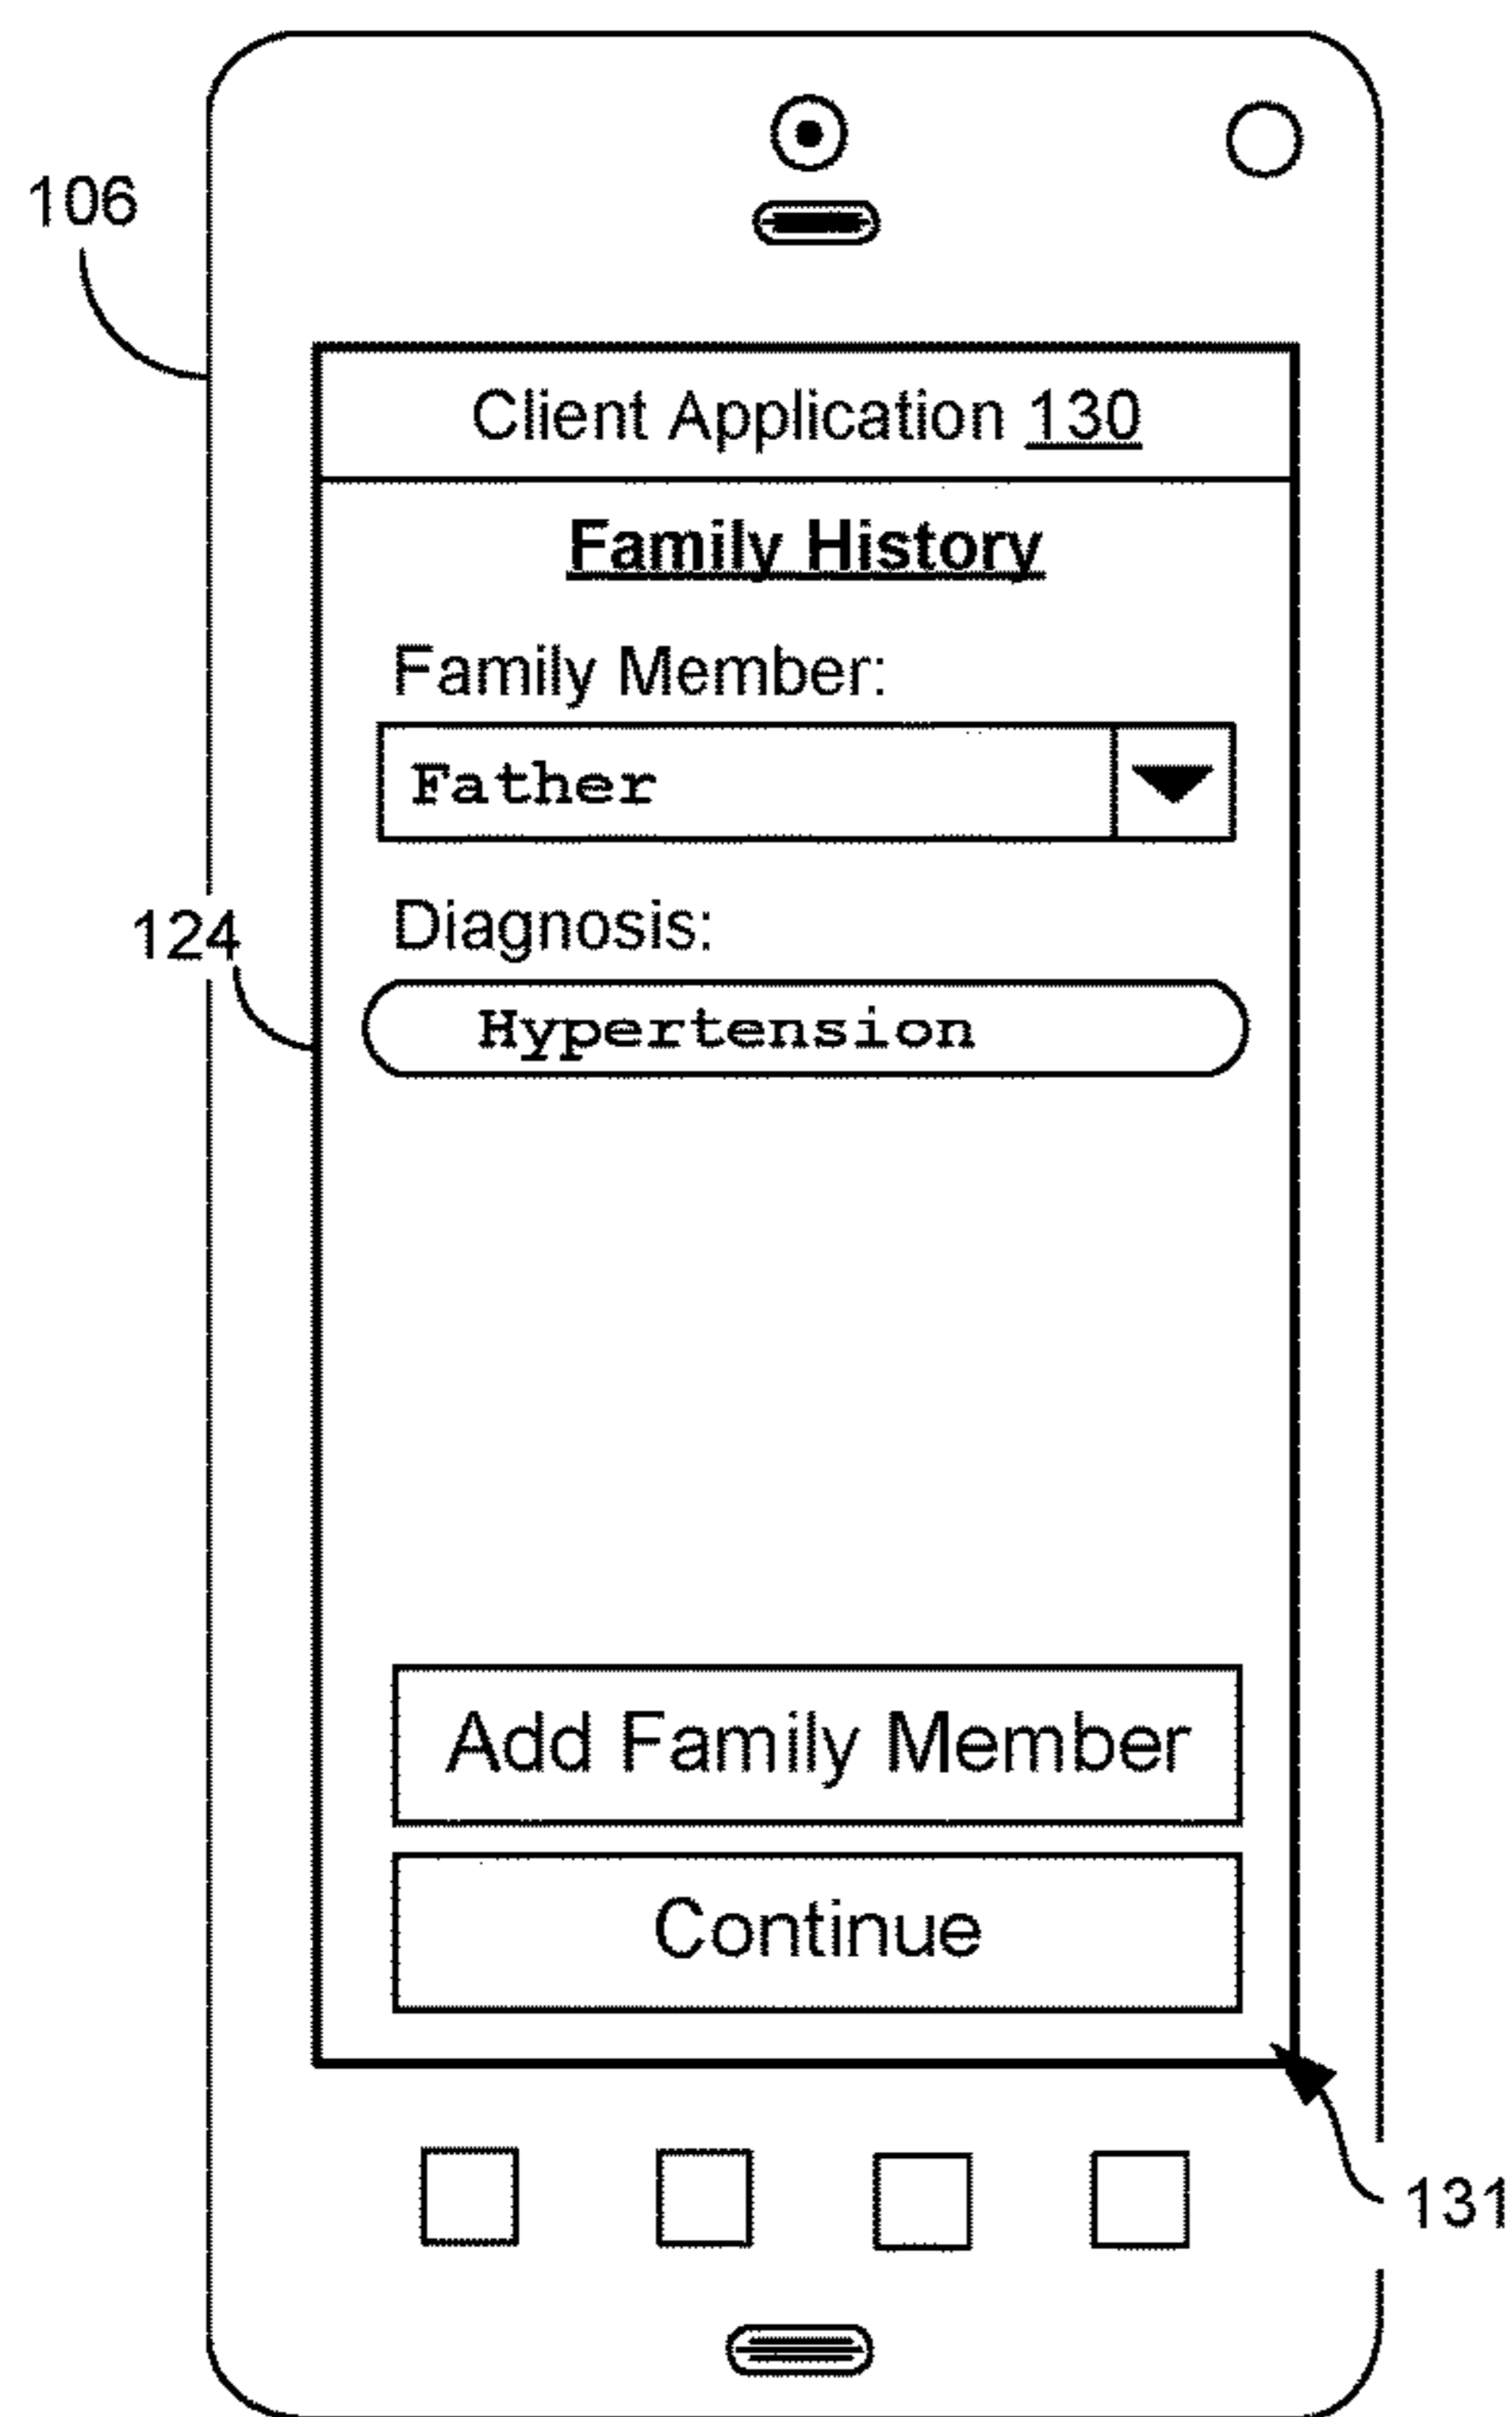 106
Client Application 130
Family History
Family Member:
Father
124
Diagnosis:
Hypertension
Add Family Member
Continue
131